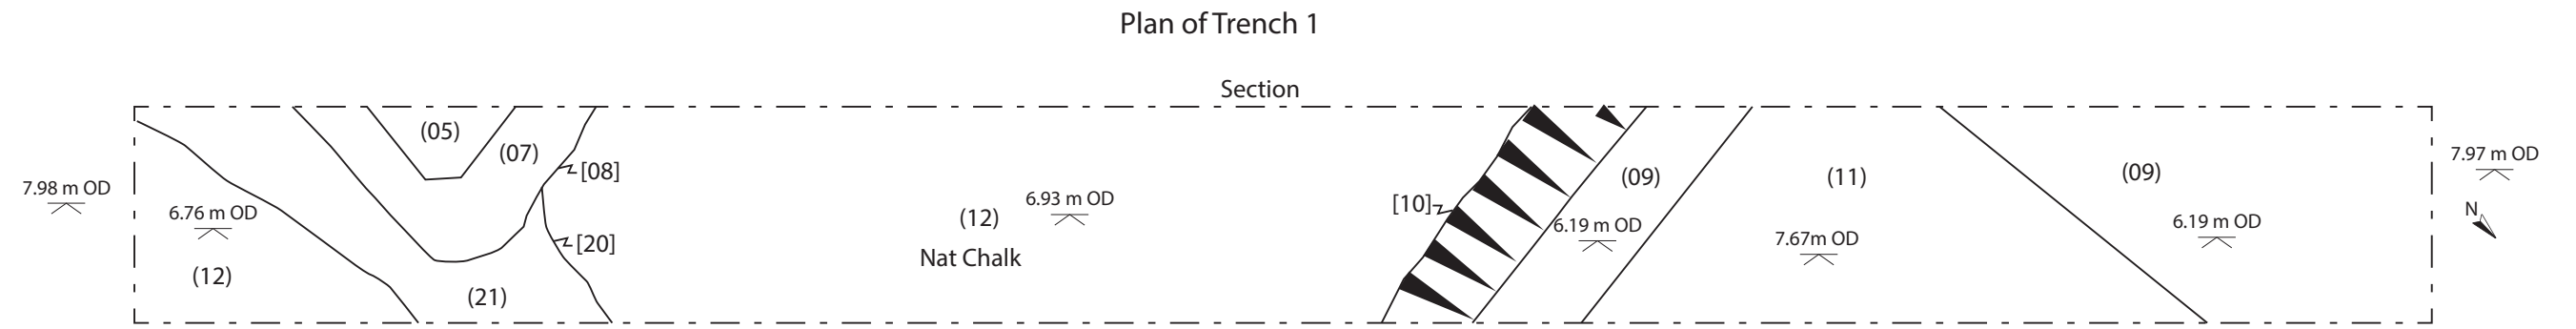 Plan of Trench 1
Section
7.98 m OD
6.76 m OD
(12)
(05)
(07)
[08]
[20]
(21)
(12)
6.93 m OD
Nat Chalk
[10]
(09)
6.19 m OD
(11)
7.67m OD
(09)
6.19 m OD
7.97 m OD
N